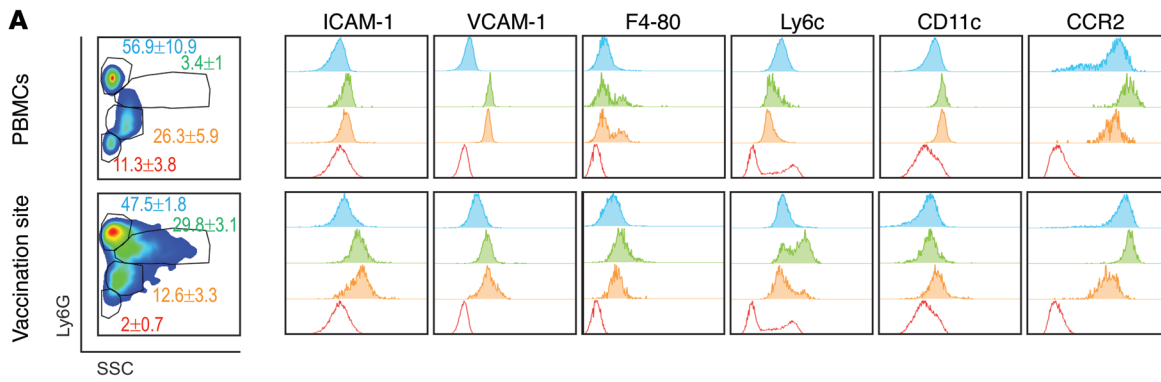 A
ICAM-1 VCAM-1 F4-80 Ly6c CD11c CCR2
PBMCs
56.9±10.9
3.4±1
26.3±5.9
11.3±3.8
Vaccination site
47.5±1.8
29.8±3.1
12.6±3.3
2±0.7
Ly6G
SSC